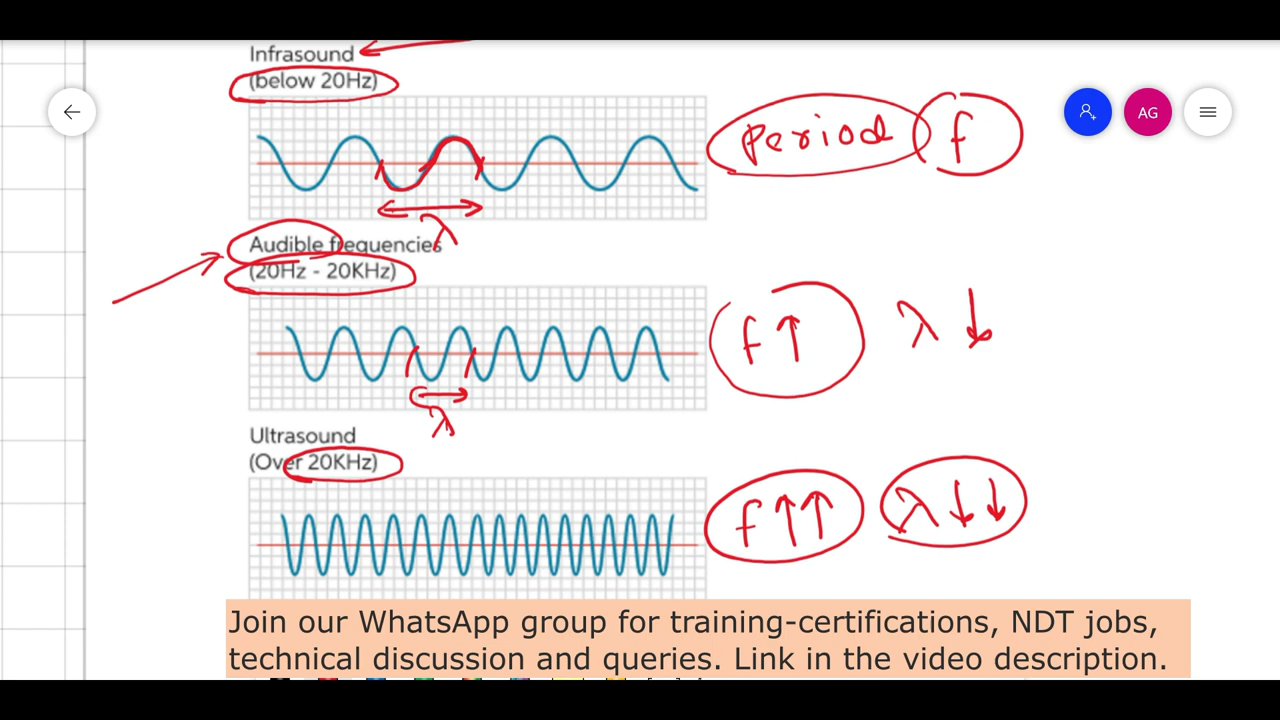 Infrasound
(below 20Hz)
Period f
AG
λ
Audible frequencies
(20Hz - 20KHz)
f↑ λ↓
λ
Ultrasound
(Over 20KHz)
f↑↑ λ↓↓
Join our WhatsApp group for training-certifications, NDT jobs,
technical discussion and queries. Link in the video description.